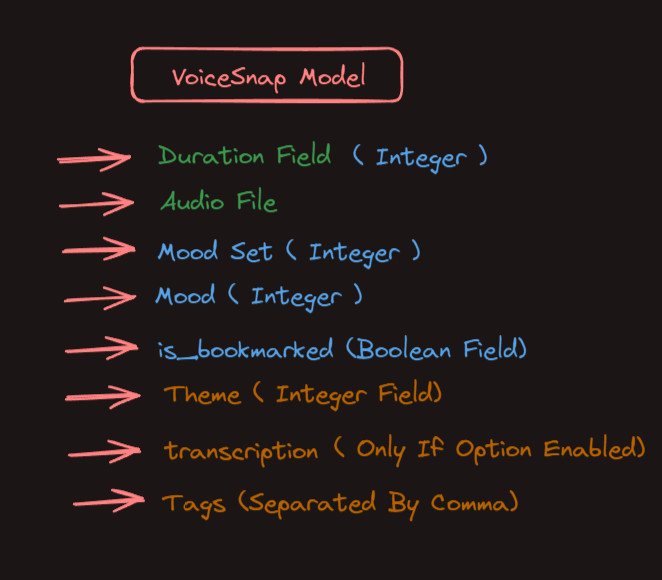 VoiceSnap Model
Duration Field ( Integer )
Audio File
Mood Set ( Integer )
Mood ( Integer )
is_bookmarked (Boolean Field)
Theme ( Integer Field)
transcription ( Only If Option Enabled)
Tags (Separated By Comma)